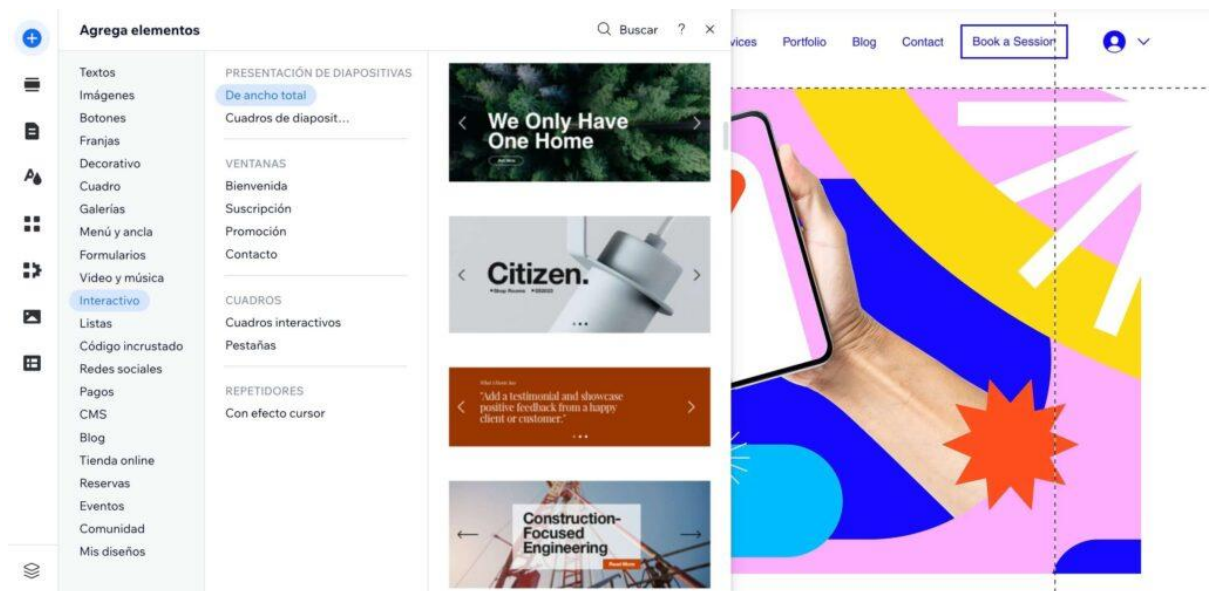 Agrega elementos
Buscar ? ×
Textos
Imágenes
Botones
Franjas
Decorativo
Cuadro
Galerías
Menú y ancla
Formularios
Video y música
Interactivo
Listas
Código incrustado
Redes sociales
Pagos
CMS
Blog
Tienda online
Reservas
Eventos
Comunidad
Mis diseños
PRESENTACIÓN DE DIAPOSITIVAS
De ancho total
Cuadros de diaposit...
VENTANAS
Bienvenida
Suscripción
Promoción
Contacto
CUADROS
Cuadros interactivos
Pestañas
REPETIDORES
Con efecto cursor
We Only Have
One Home
Citizen.
"Add a testimonial and showcase
positive feedback from a happy
client or customer."
Construction-
Focused
Engineering
Read More
vices Portfolio Blog Contact Book a Session